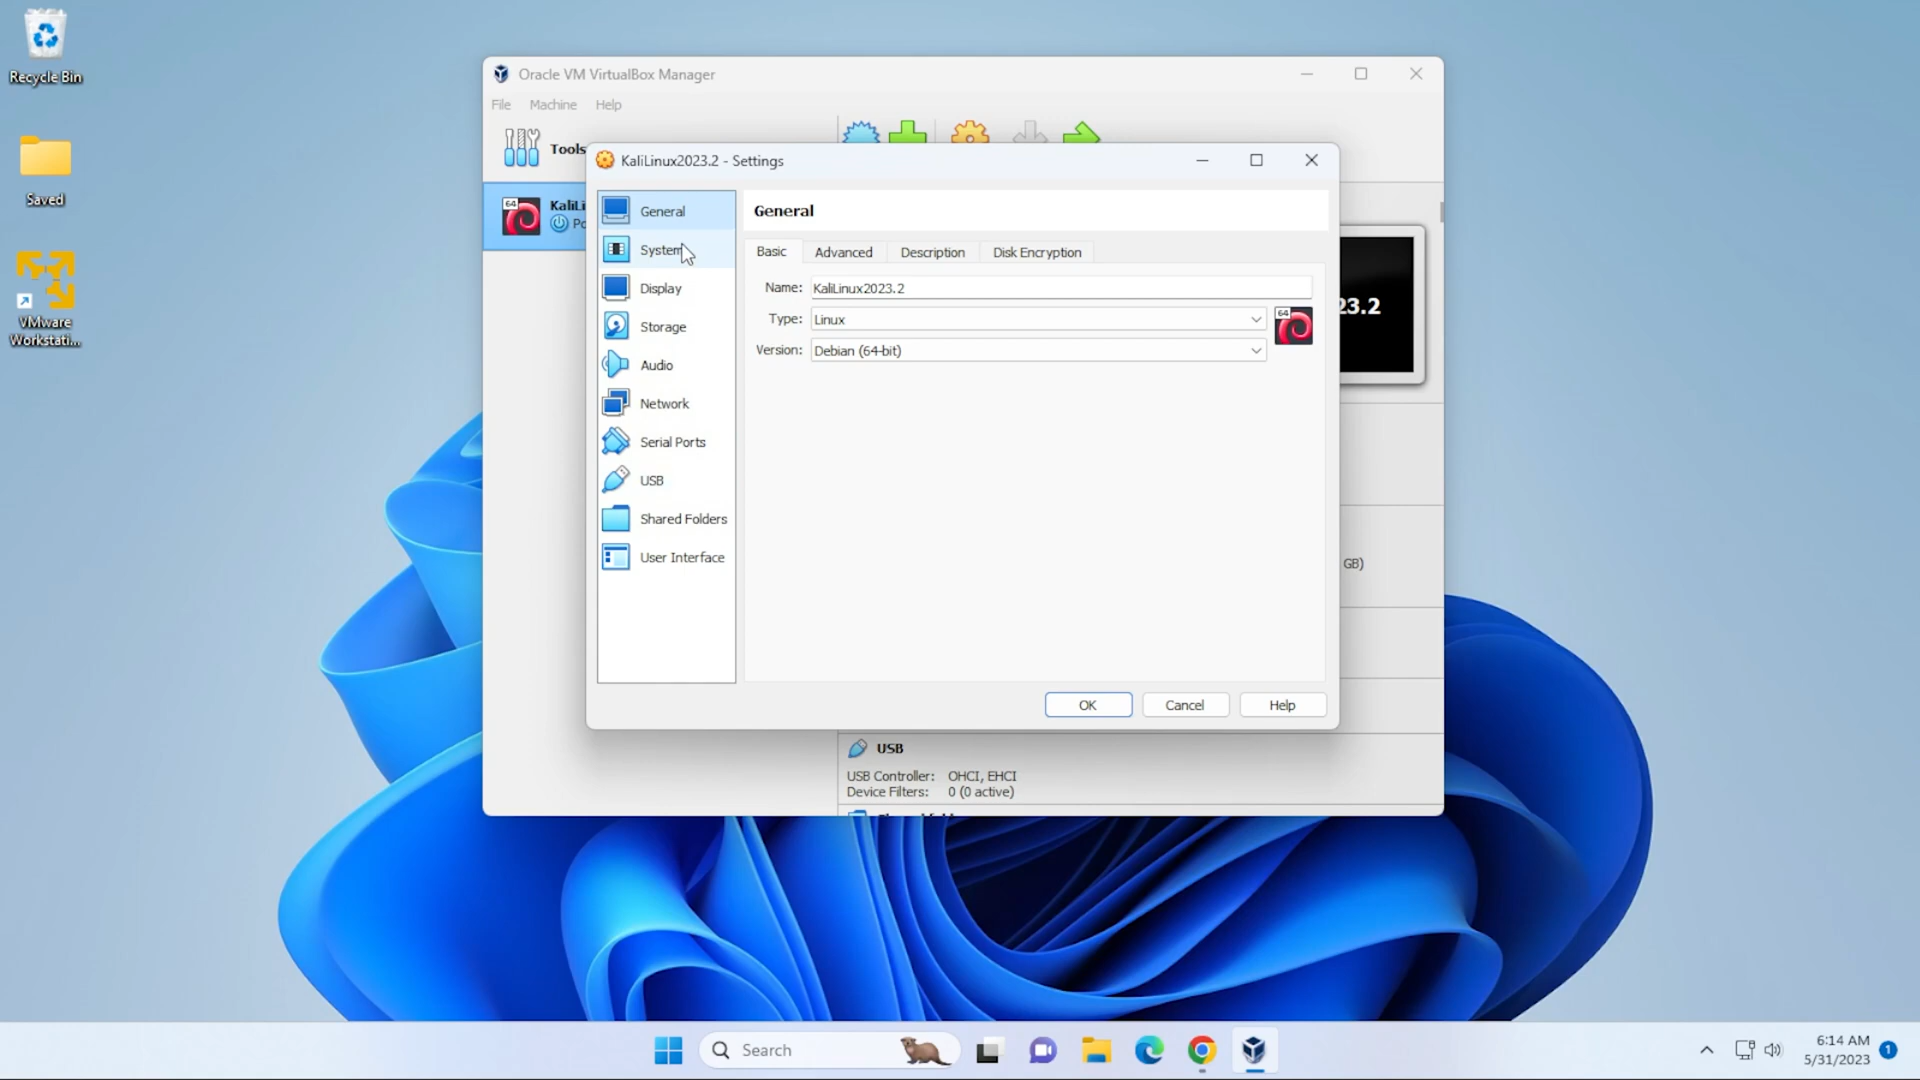 Recycle Bin
Saved
VMware
Workstati...
Oracle VM VirtualBox Manager
File Machine Help
Tools
64
KaliLi
KaliLinux2023.2 - Settings
General
System
Display
Storage
Audio
Network
Serial Ports
USB
Shared Folders
User Interface
General
Basic Advanced Description Disk Encryption
Name: KaliLinux2023.2
Type: Linux
64
Version: Debian (64-bit)
OK Cancel Help
23.2
GB)
USB
USB Controller: OHCI, EHCI
Device Filters: 0 (0 active)
Search
6:14 AM
5/31/2023
1